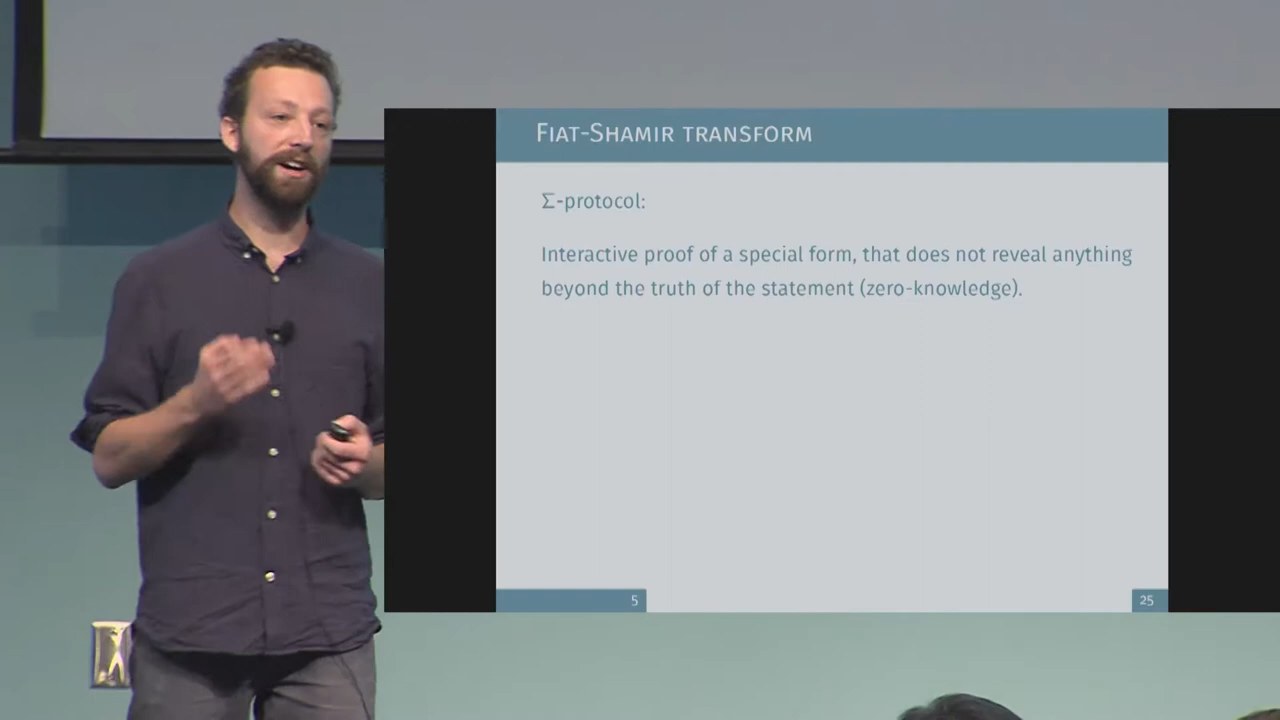 Fiat-Shamir transform
Σ-protocol:
Interactive proof of a special form, that does not reveal anything
beyond the truth of the statement (zero-knowledge).
5
25